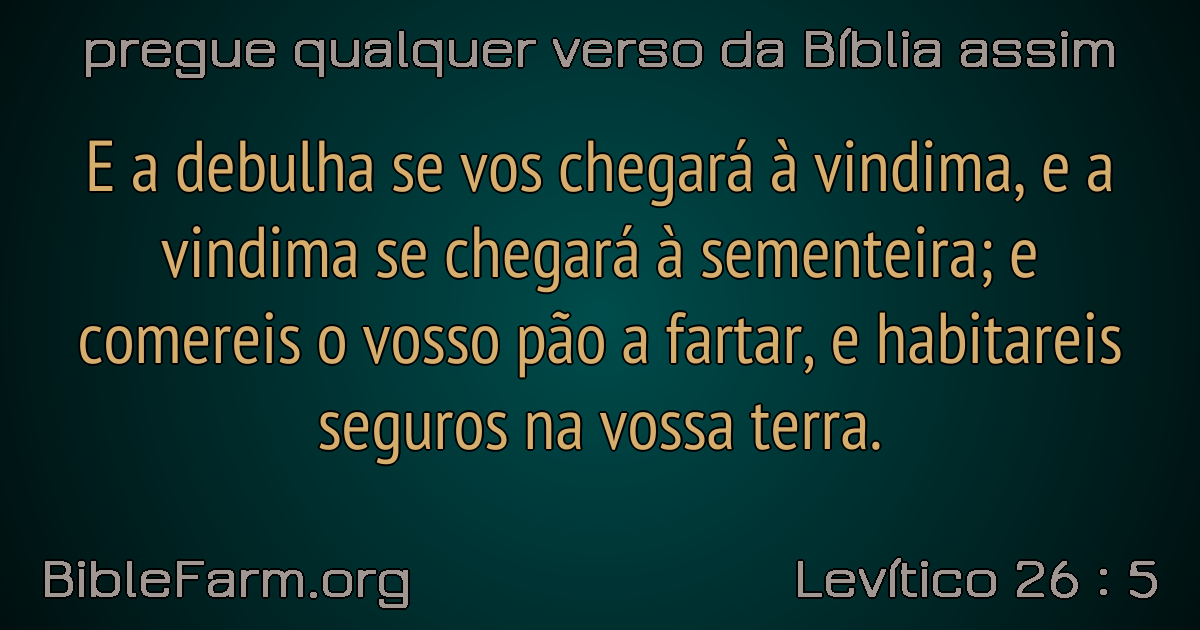 pregue qualquer verso da Bíblia assim
E a debulha se vos chegará à vindima, e a
vindima se chegará à sementeira; e
comereis o vosso pão a fartar, e habitareis
seguros na vossa terra.
BibleFarm.org
Levítico 26 : 5